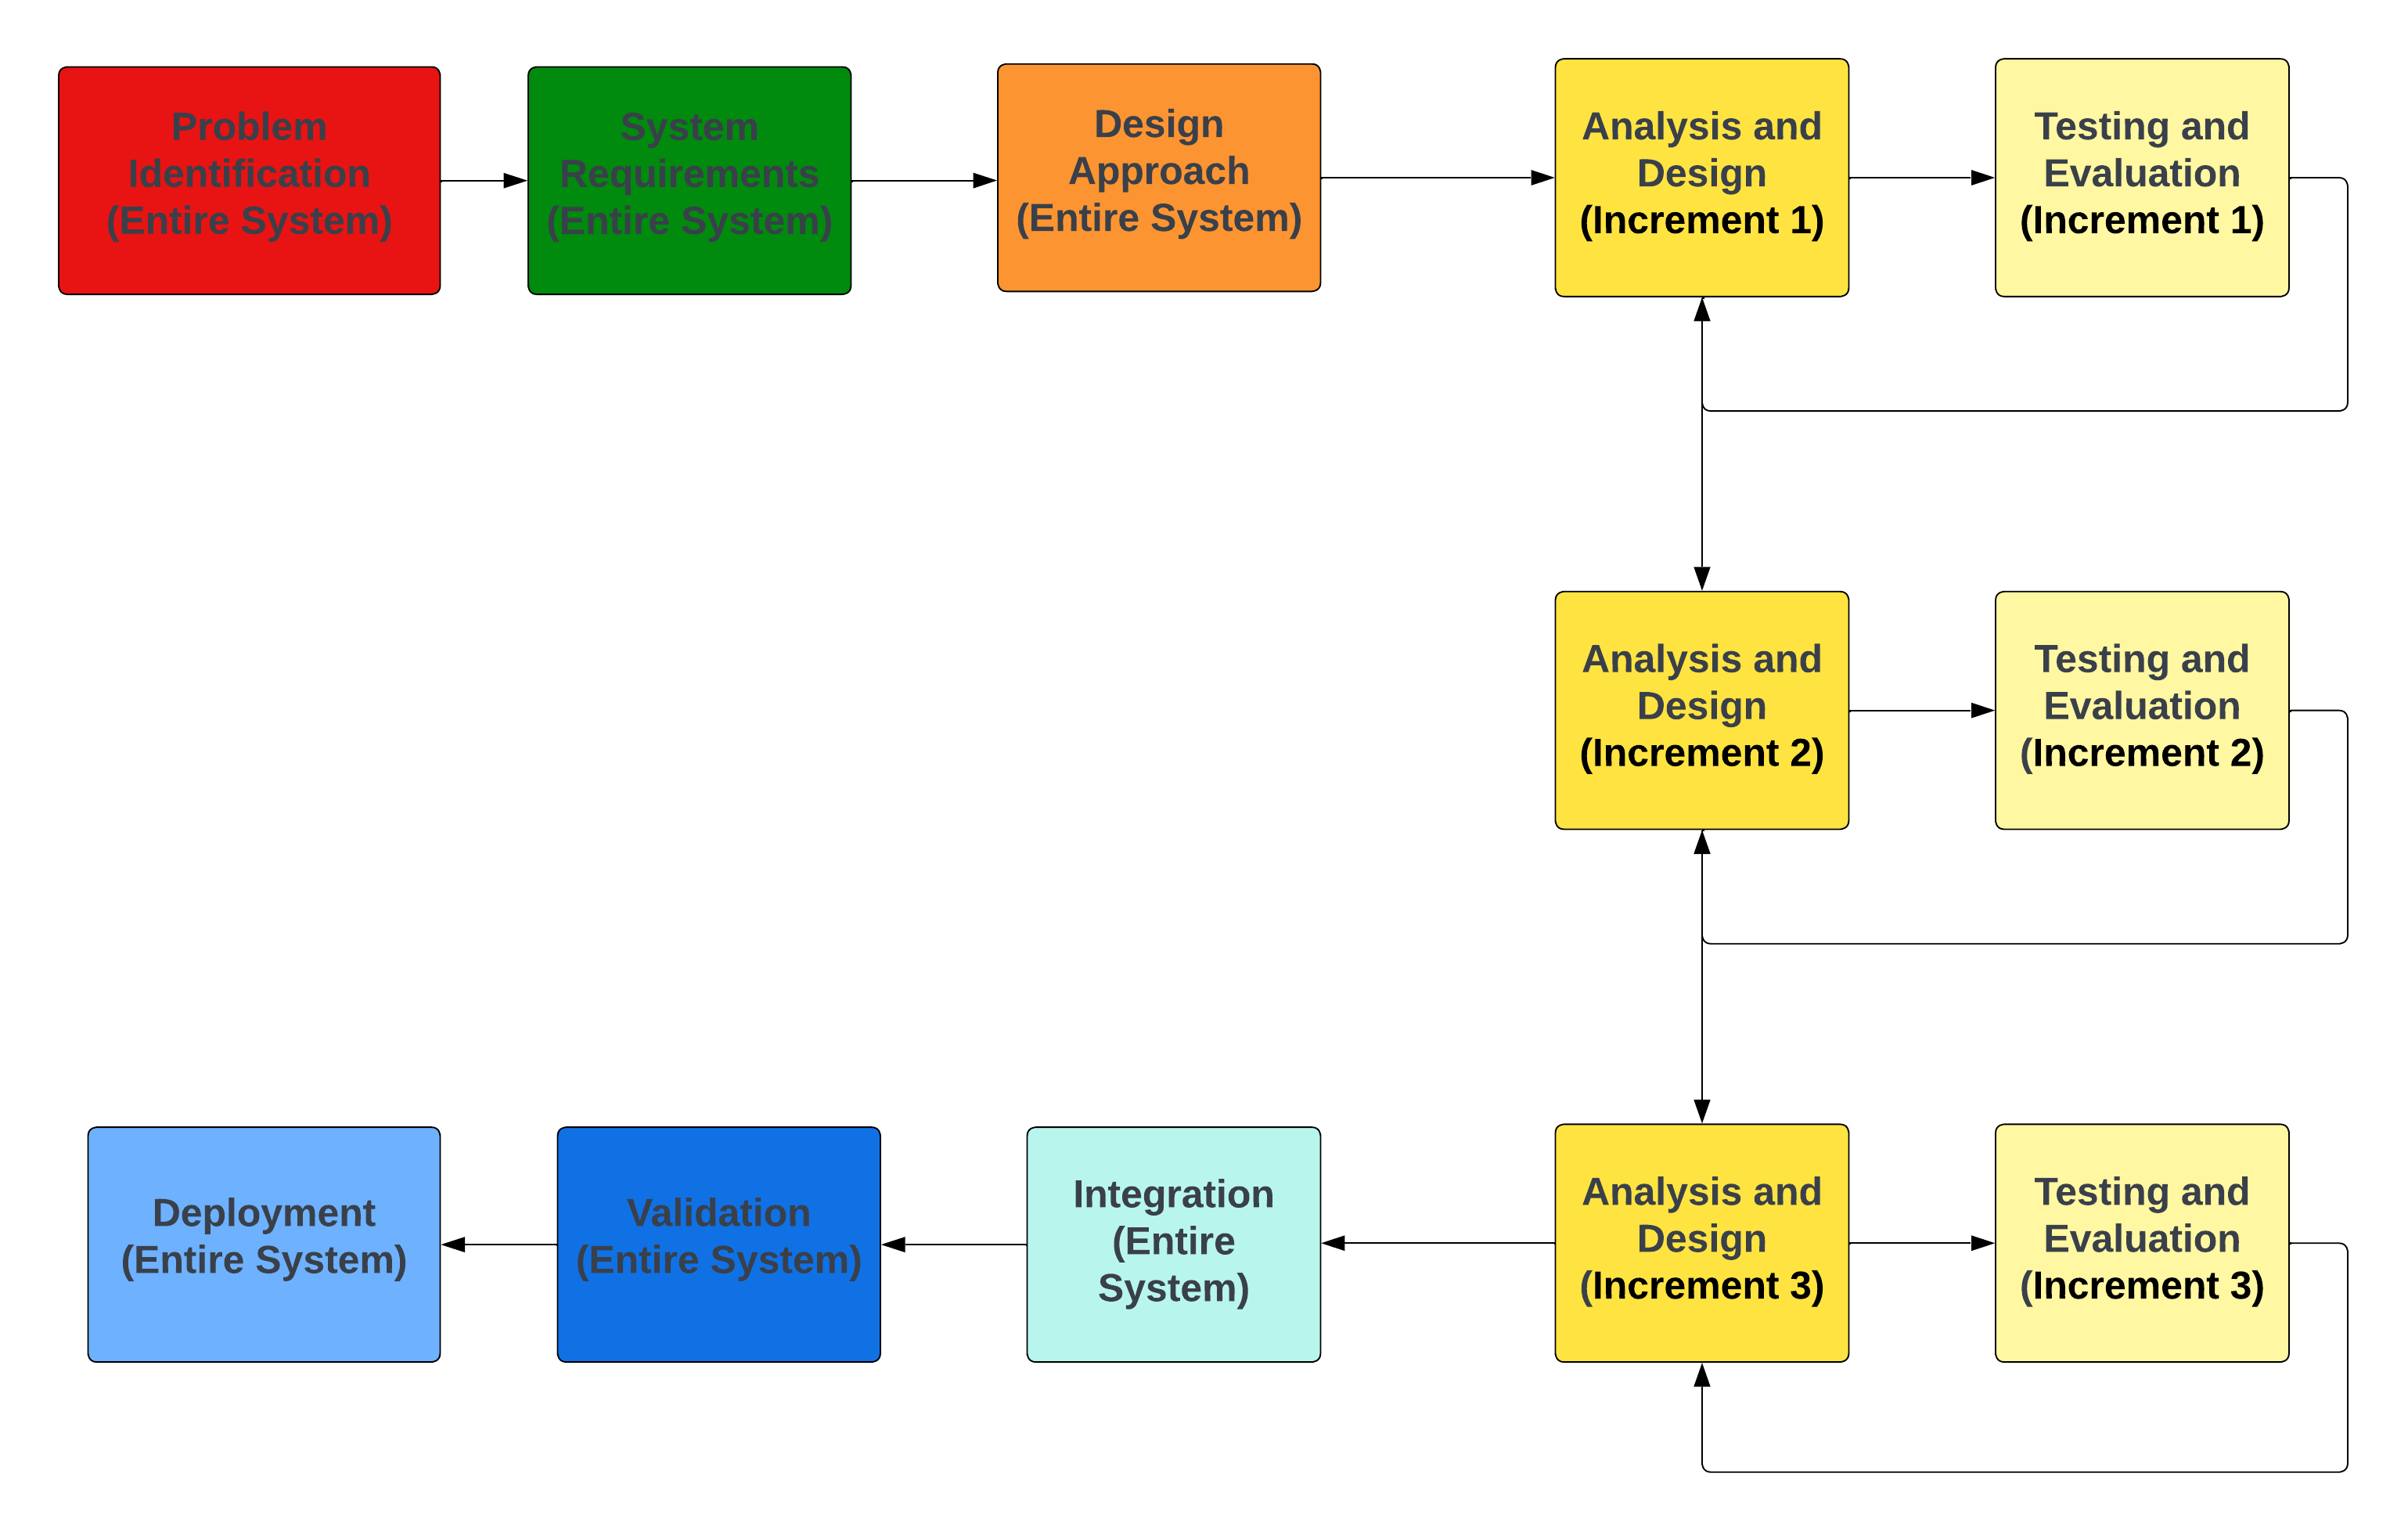 Problem
Identification
(Entire System)
System
Requirements
(Entire System)
Design
Approach
(Entire System)
Analysis and
Design
(Increment 1)
Testing and
Evaluation
(Increment 1)
Analysis and
Design
(Increment 2)
Testing and
Evaluation
(Increment 2)
Deployment
(Entire System)
Validation
(Entire System)
Integration
(Entire
System)
Analysis and
Design
(Increment 3)
Testing and
Evaluation
(Increment 3)